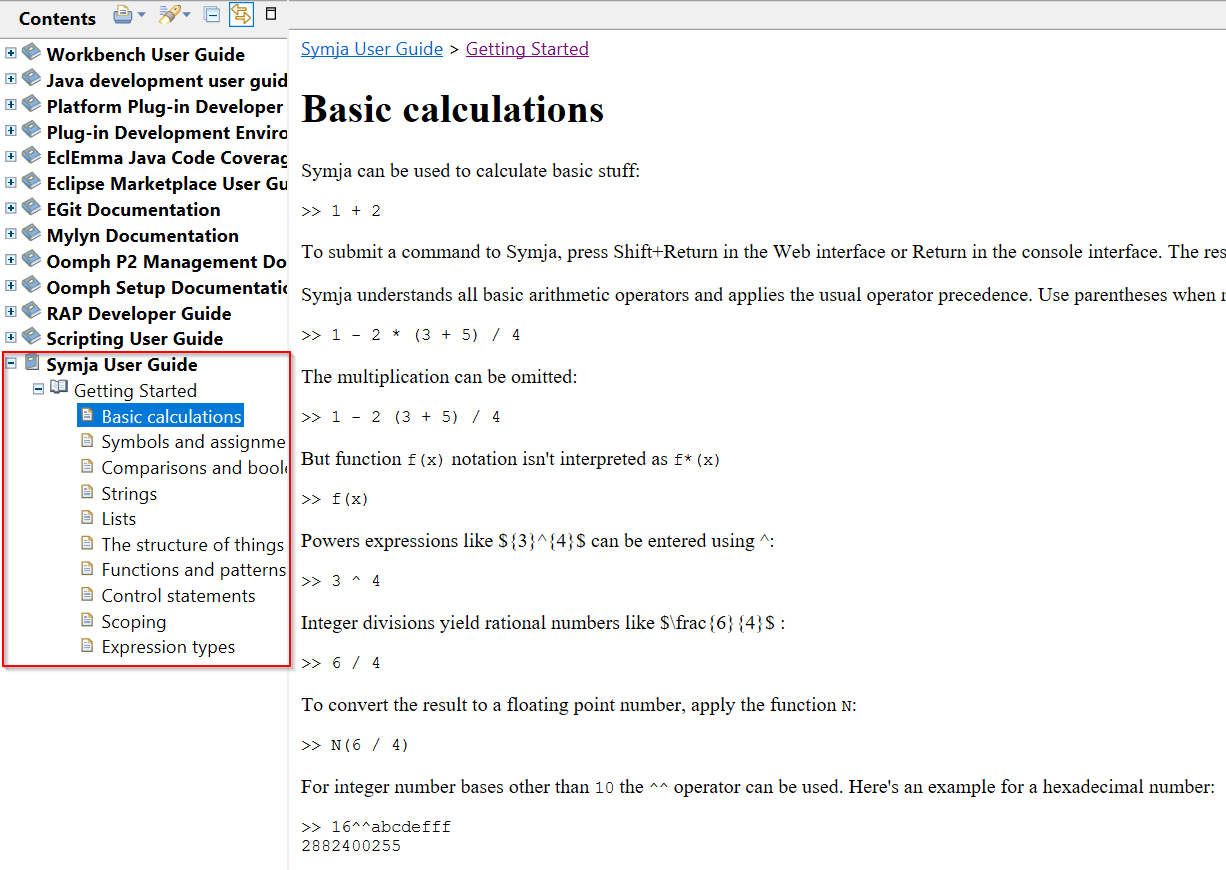 Contents
Workbench User Guide
Java development user guid
Platform Plug-in Developer
Plug-in Development Enviro
EclEmma Java Code Coverag
Eclipse Marketplace User Gu
EGit Documentation
Mylyn Documentation
Oomph P2 Management Do
Oomph Setup Documentatio
RAP Developer Guide
Scripting User Guide
Symja User Guide
Getting Started
Basic calculations
Symbols and assignme
Comparisons and boole
Strings
Lists
The structure of things
Functions and patterns
Control statements
Scoping
Expression types
Symja User Guide > Getting Started
Basic calculations
Symja can be used to calculate basic stuff:
>> 1 + 2
To submit a command to Symja, press Shift+Return in the Web interface or Return in the console interface. The res
Symja understands all basic arithmetic operators and applies the usual operator precedence. Use parentheses when
>> 1 - 2 * (3 + 5) / 4
The multiplication can be omitted:
>> 1 - 2 (3 + 5) / 4
But function f(x) notation isn't interpreted as f*(x)
>> f(x)
Powers expressions like ${3}^{4}$ can be entered using ^:
>> 3 ^ 4
Integer divisions yield rational numbers like $\frac{6}{4}$ :
>> 6 / 4
To convert the result to a floating point number, apply the function N:
>> N(6 / 4)
For integer number bases other than 10 the ^^ operator can be used. Here's an example for a hexadecimal number:
>> 16^^abcdefff
2882400255